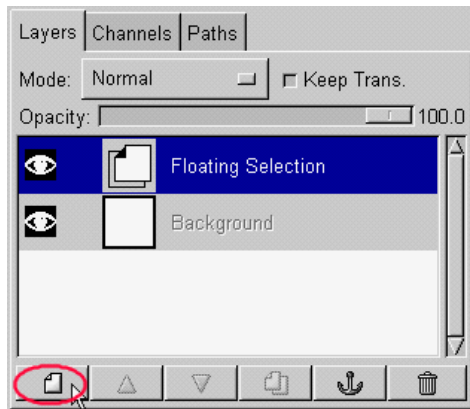 Layers Channels Paths
Mode: Normal Keep Trans.
Opacity: 100.0
Floating Selection
Background